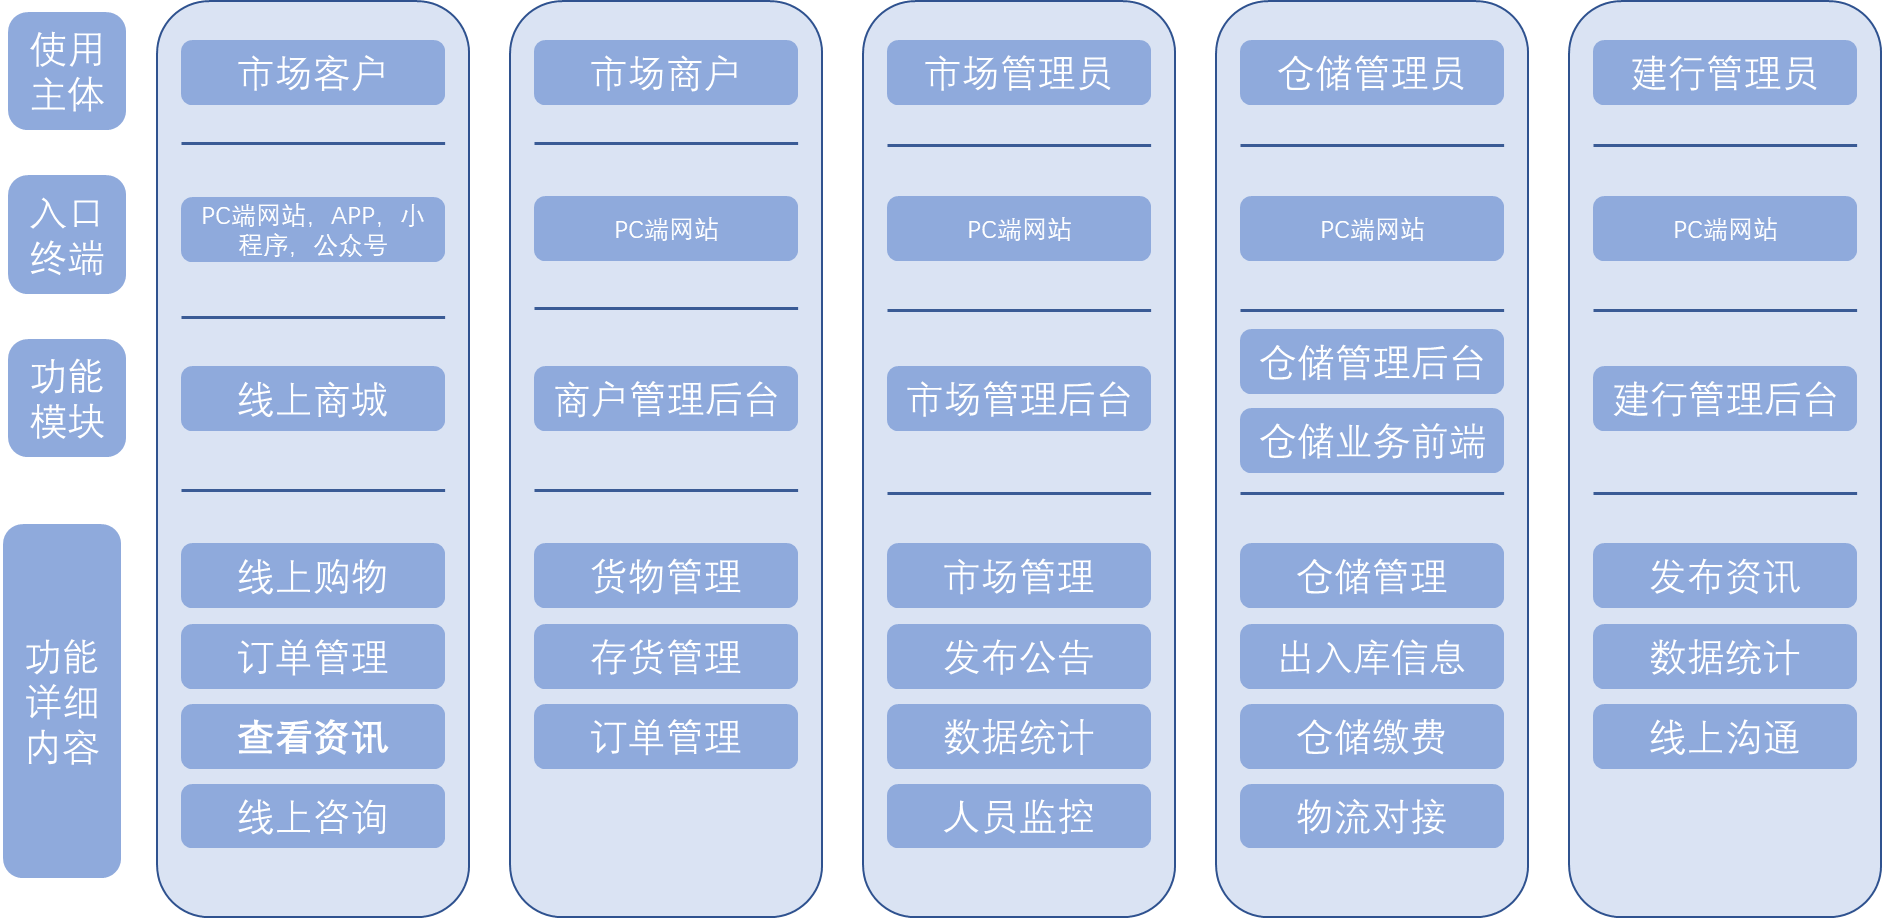 使用
主体
市场客户
市场商户
市场管理员
仓储管理员
建行管理员
入口
终端
PC端网站，APP，小
程序，公众号
PC端网站
PC端网站
PC端网站
PC端网站
功能
模块
线上商城
商户管理后台
市场管理后台
仓储管理后台
仓储业务前端
建行管理后台
功能
详细
内容
线上购物
货物管理
市场管理
仓储管理
发布资讯
订单管理
存货管理
发布公告
出入库信息
数据统计
查看资讯
订单管理
数据统计
仓储缴费
线上沟通
线上咨询
人员监控
物流对接